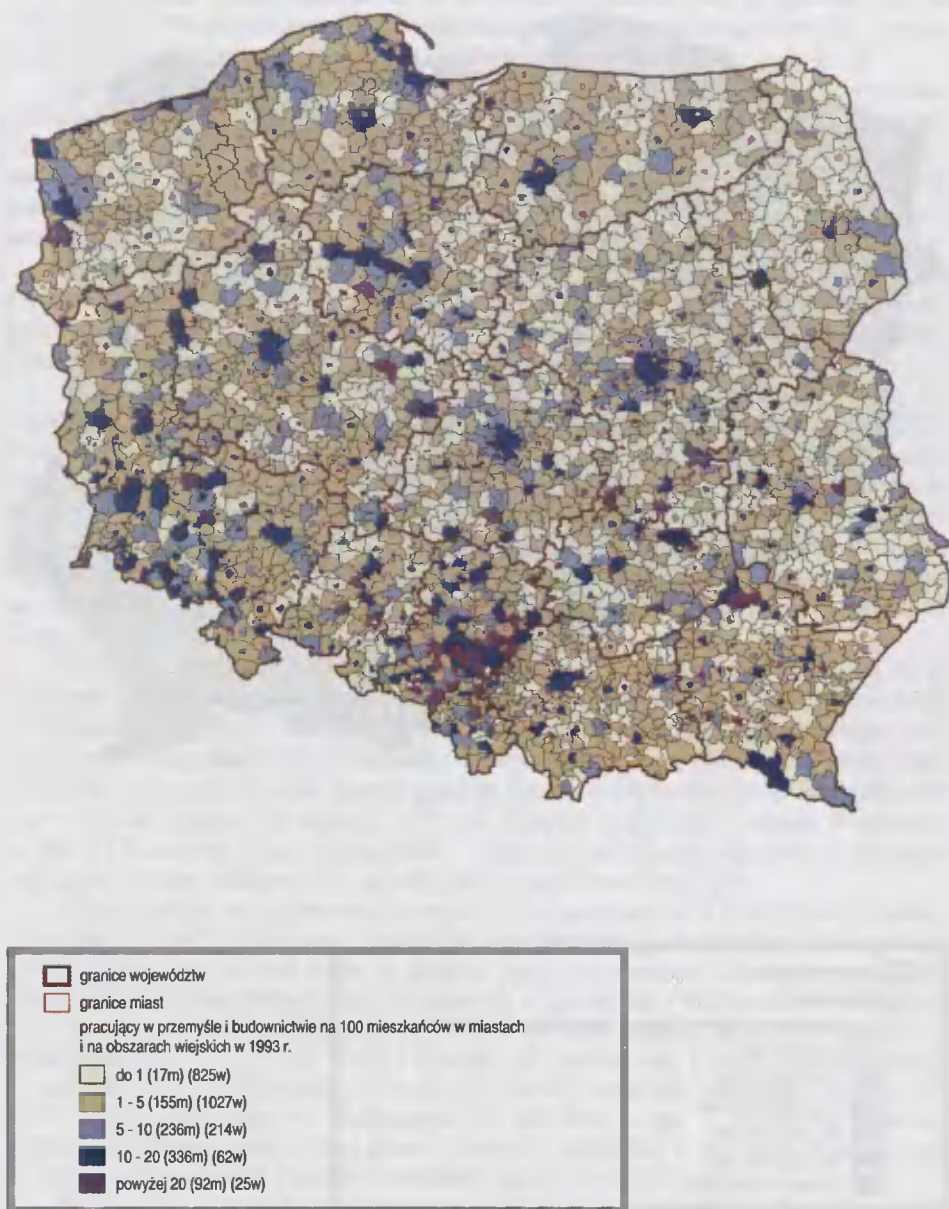 granice województw
granice miast
pracujący w przemyśle i budownictwie na 100 mieszkańców w miastach
i na obszarach wiejskich w 1993 r.
do 1 (17m) (825w)
1 - 5 (155m) (1027w)
5 - 10 (236m) (214w)
10 - 20 (336m) (62w)
powyżej 20 (92m) (25w)